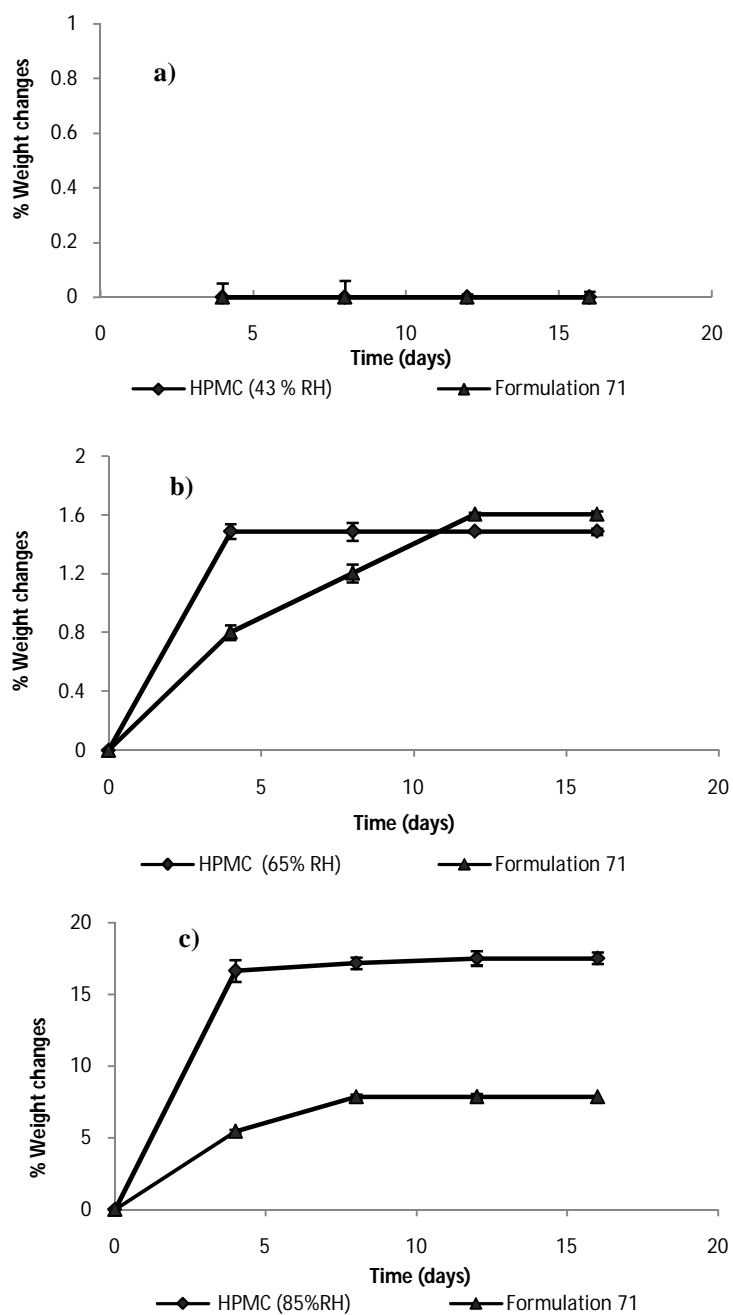 1
0.8
0.6
0.4
0.2
0
a)
% Weight changes
0 5 10 15 20
Time (days)
HPMC (43 % RH) Formulation 71
2
1.6
1.2
0.8
0.4
0
b)
% Weight changes
0 5 10 15 20
Time (days)
HPMC (65% RH) Formulation 71
20
15
10
5
0
c)
% Weight changes
0 5 10 15 20
Time (days)
HPMC (85%RH) Formulation 71